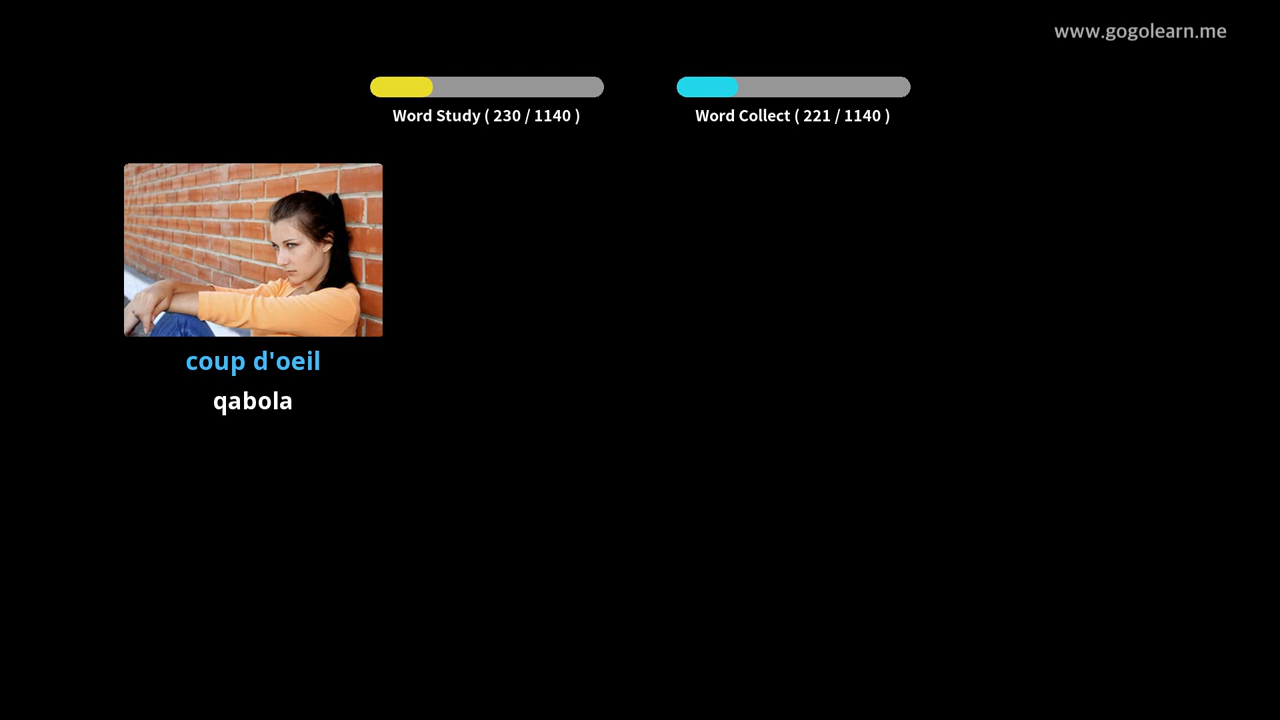 www.gogolearn.me
Word Study ( 230 / 1140 )
Word Collect ( 221 / 1140 )
coup d'oeil
qabola